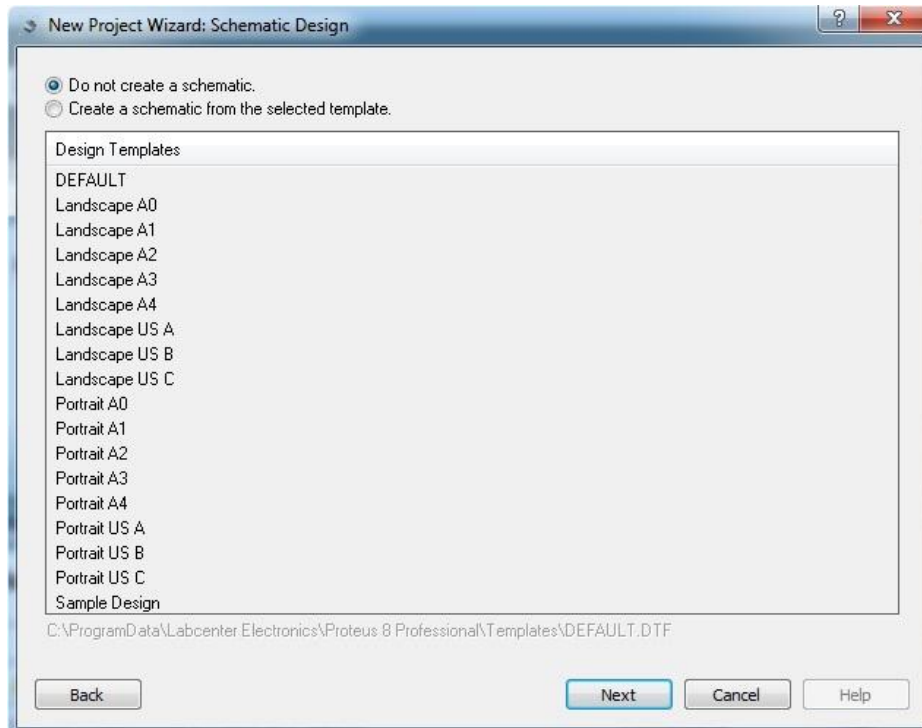 New Project Wizard: Schematic Design
?
Do not create a schematic.
Create a schematic from the selected template.
Design Templates
DEFAULT
Landscape A0
Landscape A1
Landscape A2
Landscape A3
Landscape A4
Landscape US A
Landscape US B
Landscape US C
Portrait A0
Portrait A1
Portrait A2
Portrait A3
Portrait A4
Portrait US A
Portrait US B
Portrait US C
Sample Design
C:\ProgramData\Labcenter Electronics\Proteus 8 Professional\Templates\DEFAULT.DTF
Back Next Cancel Help